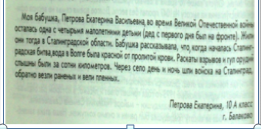 Моя бабушка, Петрова Екатерина Васильевна, во время Великой Отечественной войны
осталась одна с четырьмя малолетними детьми (дед с первого дня был на фронте). Жили
они тогда в Сталинградской области. Бабушка рассказывала, что, когда началась Сталинг-
радская битва, вода в Волге была красной от пролитой крови. Раскаты взрывов и гул орудий
слышны были за сотни километров. Через село день и ночь шли войска на Сталинград,
обратно везли раненых и вели пленных.
Петрова Екатерина, 10 А класс
г. Балаково